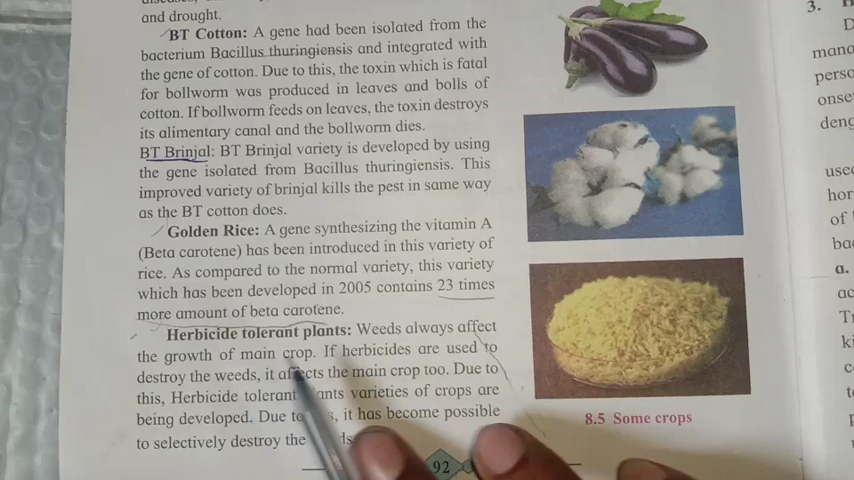 and drought.
BT Cotton: A gene had been isolated from the
bacterium Bacillus thuringiensis and integrated with
the gene of cotton. Due to this, the toxin which is fatal
for bollworm was produced in leaves and bolls of
cotton. If bollworm feeds on leaves, the toxin destroys
its alimentary canal and the bollworm dies.
BT Brinjal: BT Brinjal variety is developed by using
the gene isolated from Bacillus thuringiensis. This
improved variety of brinjal kills the pest in same way
as the BT cotton does.
Golden Rice: A gene synthesizing the vitamin A
(Beta carotene) has been introduced in this variety of
rice. As compared to the normal variety, this variety
which has been developed in 2005 contains 23 times
more amount of beta carotene.
Herbicide tolerant plants: Weeds always affect
the growth of main crop. If herbicides are used to
destroy the weeds, it affects the main crop too. Due to
this, Herbicide tolerant varieties of crops are
being developed. Due it has become possible
to selectively destroy the
92
8.5 Some crops
3.
mana
perso
onse
deng
used
hor
of
ba
a.
ac
Tr
ki